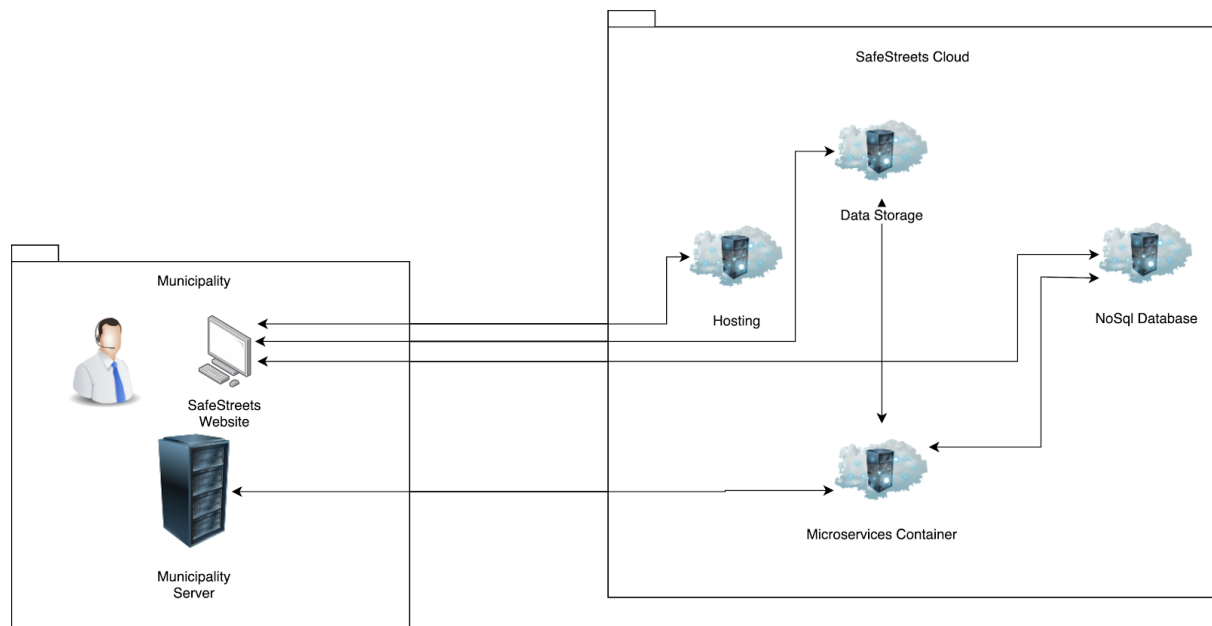 SafeStreets Cloud
Data Storage
Hosting
NoSql Database
Microservices Container
Municipality
SafeStreets
Website
Municipality
Server